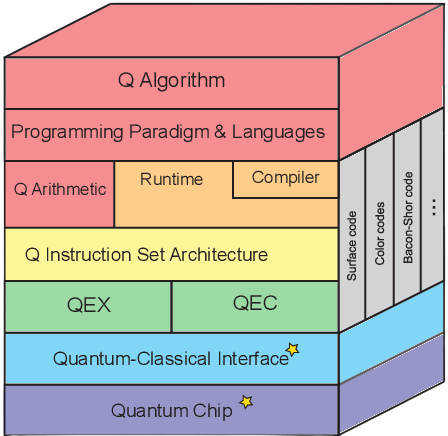 Q Algorithm
Programming Paradigm & Languages
Q Arithmetic
Runtime
Compiler
Q Instruction Set Architecture
QEX
QEC
Quantum-Classical Interface
Quantum Chip
Surface code
Color codes
Bacon-Shor code
...